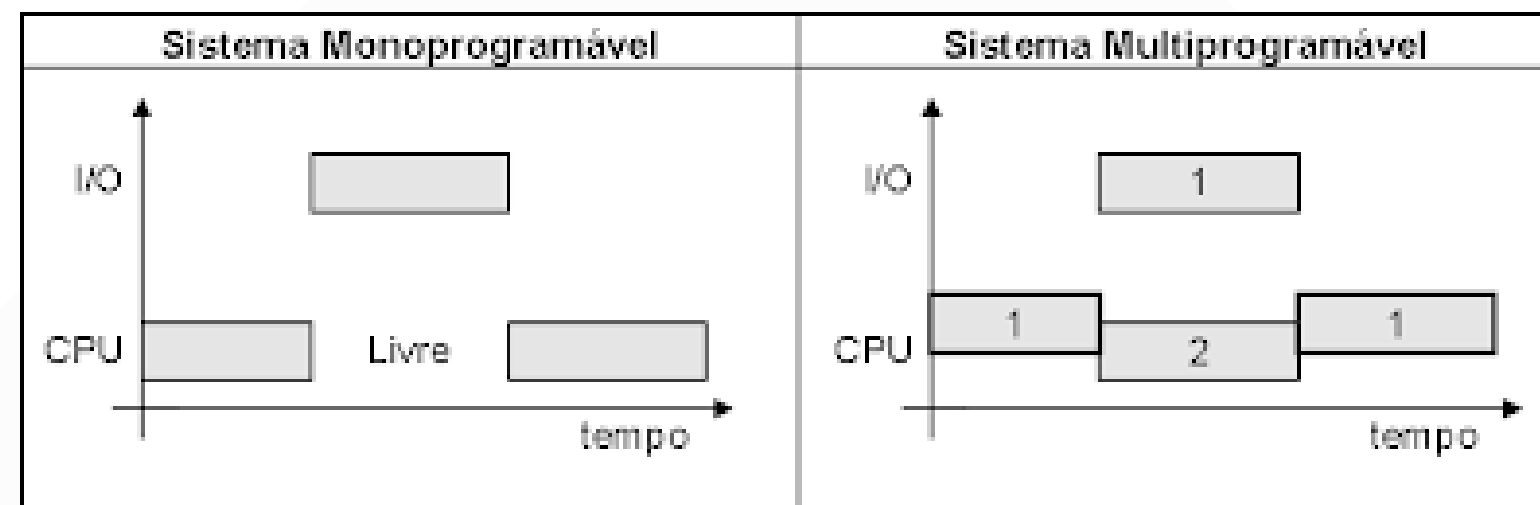 Sistema Monoprogramável
Sistema Multiprogramável
I/O
CPU
Livre
tempo
I/O
1
CPU
1
2
1
tempo